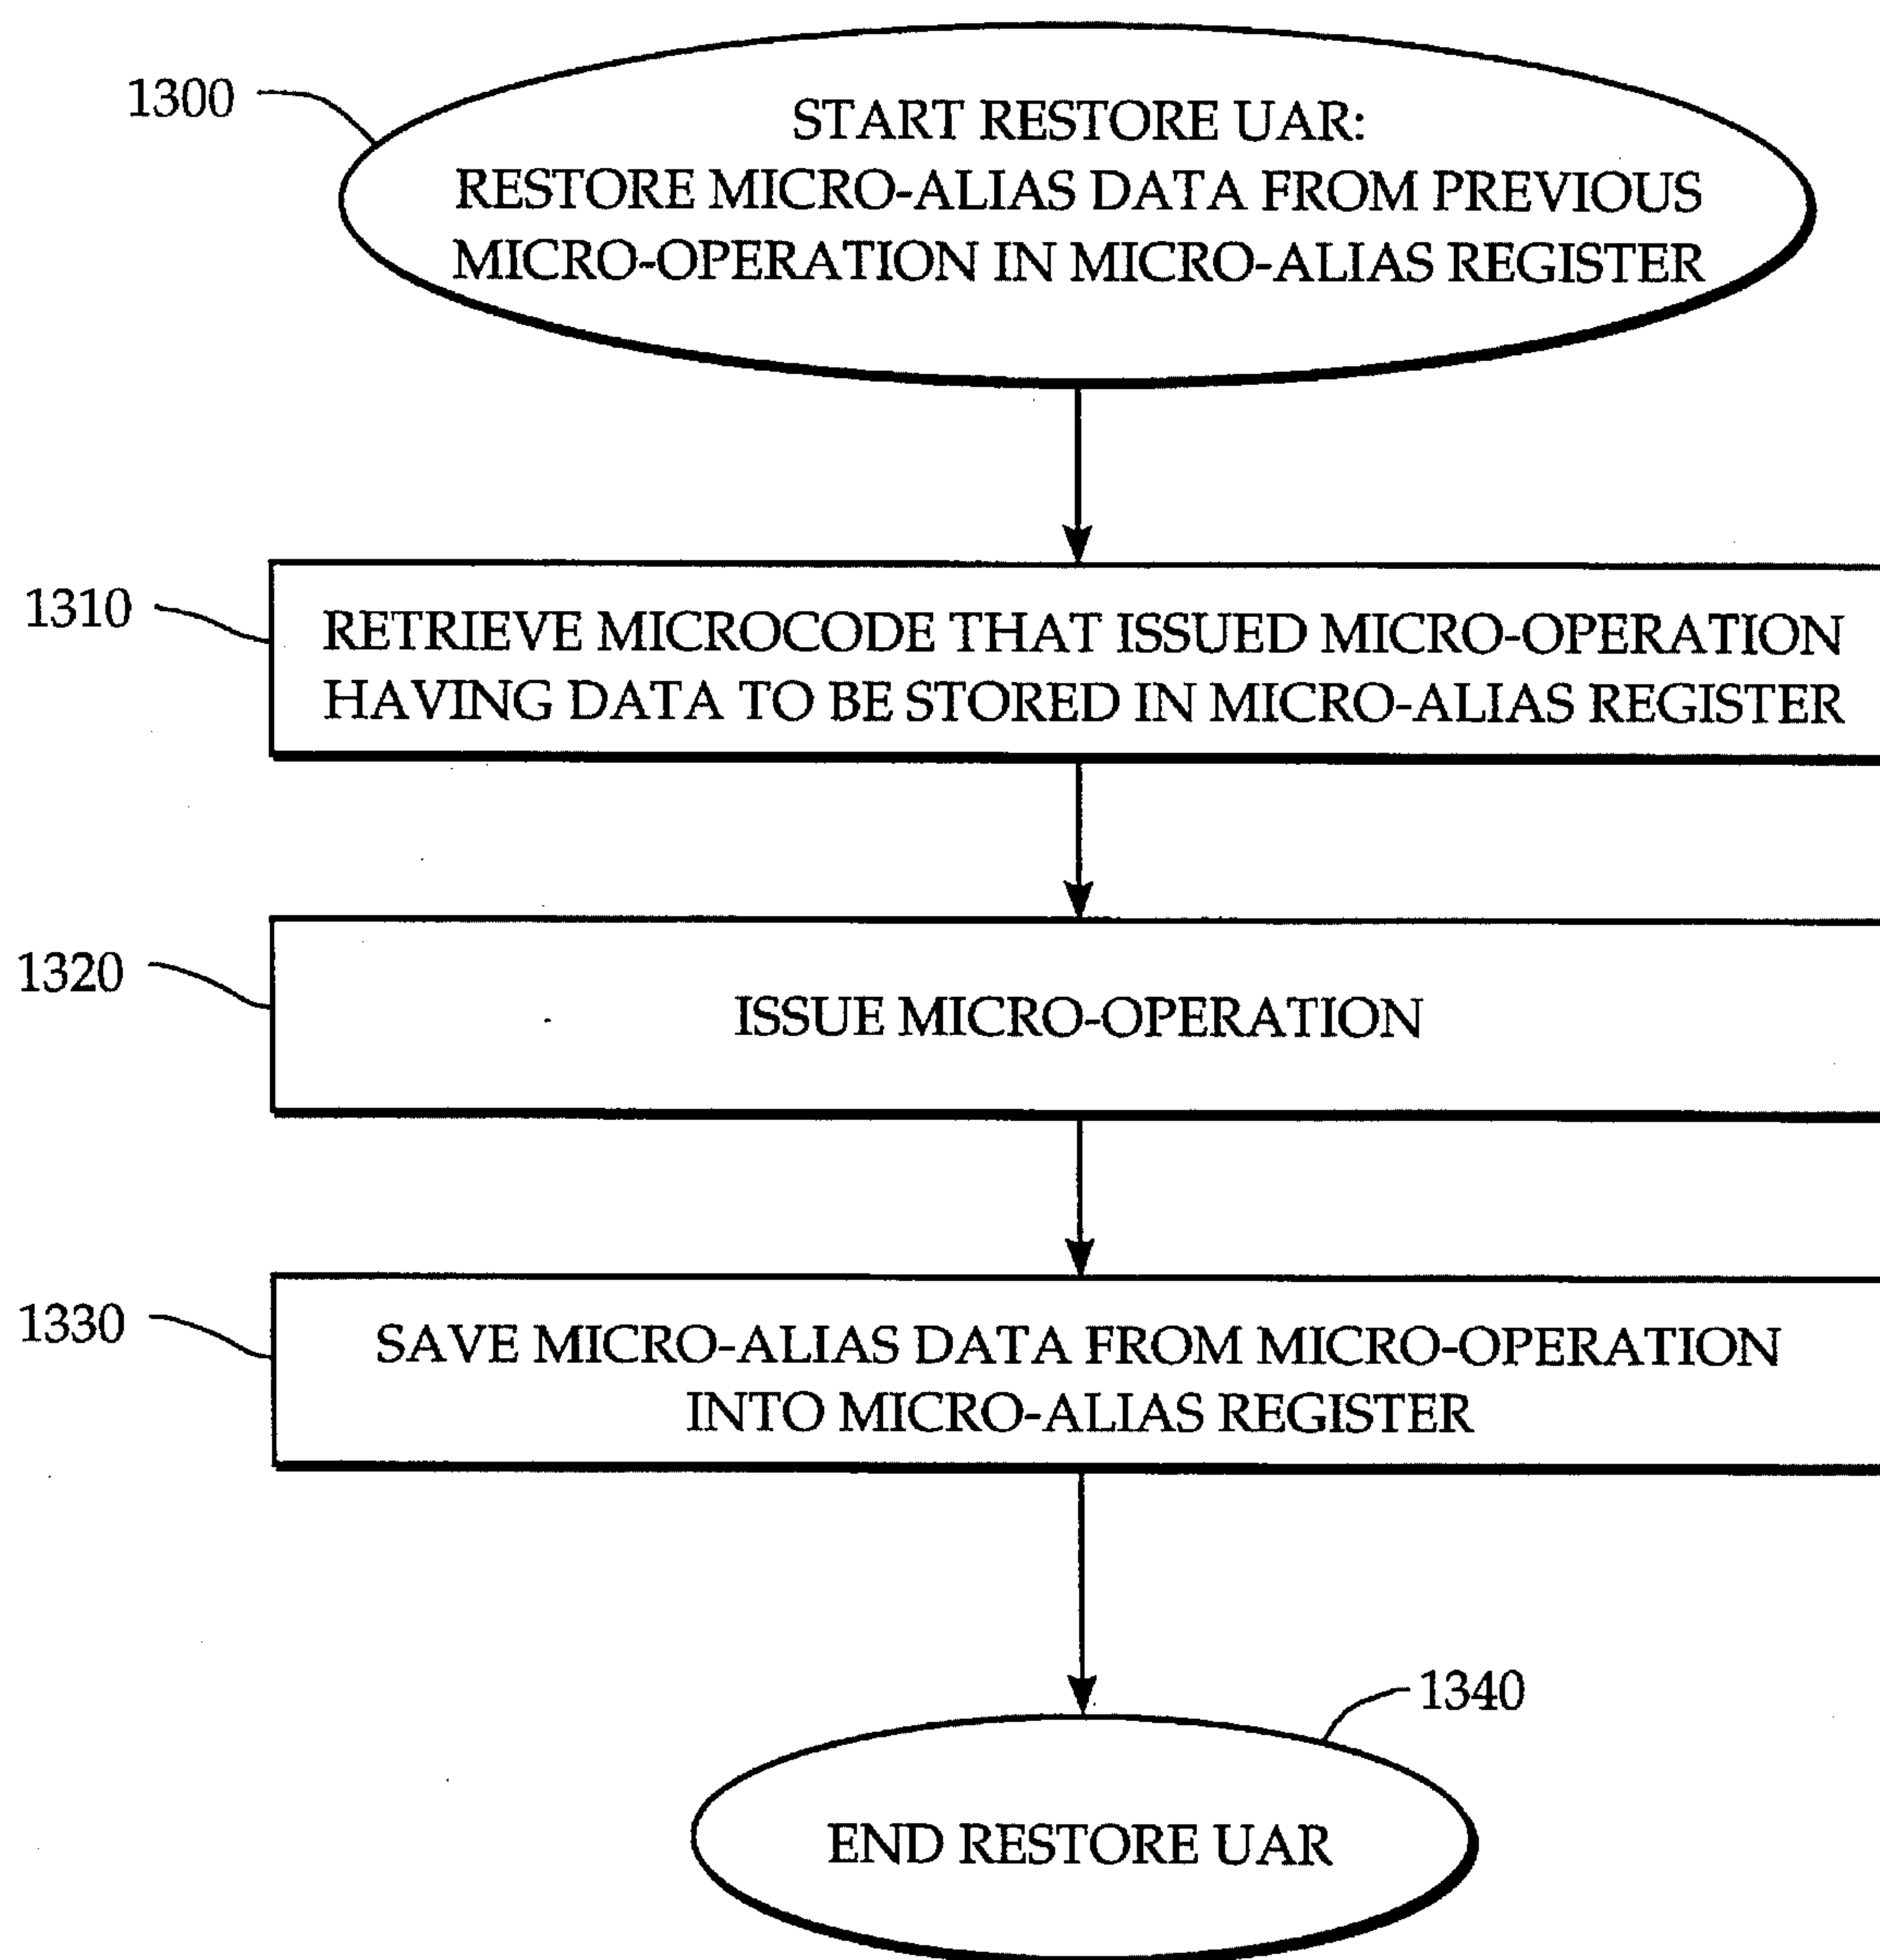 1300
START RESTORE UAR:
RESTORE MICRO-ALIAS DATA FROM PREVIOUS
MICRO-OPERATION IN MICRO-ALIAS REGISTER
1310
RETRIEVE MICROCODE THAT ISSUED MICRO-OPERATION
HAVING DATA TO BE STORED IN MICRO-ALIAS REGISTER
1320
ISSUE MICRO-OPERATION
1330
SAVE MICRO-ALIAS DATA FROM MICRO-OPERATION
INTO MICRO-ALIAS REGISTER
1340
END RESTORE UAR